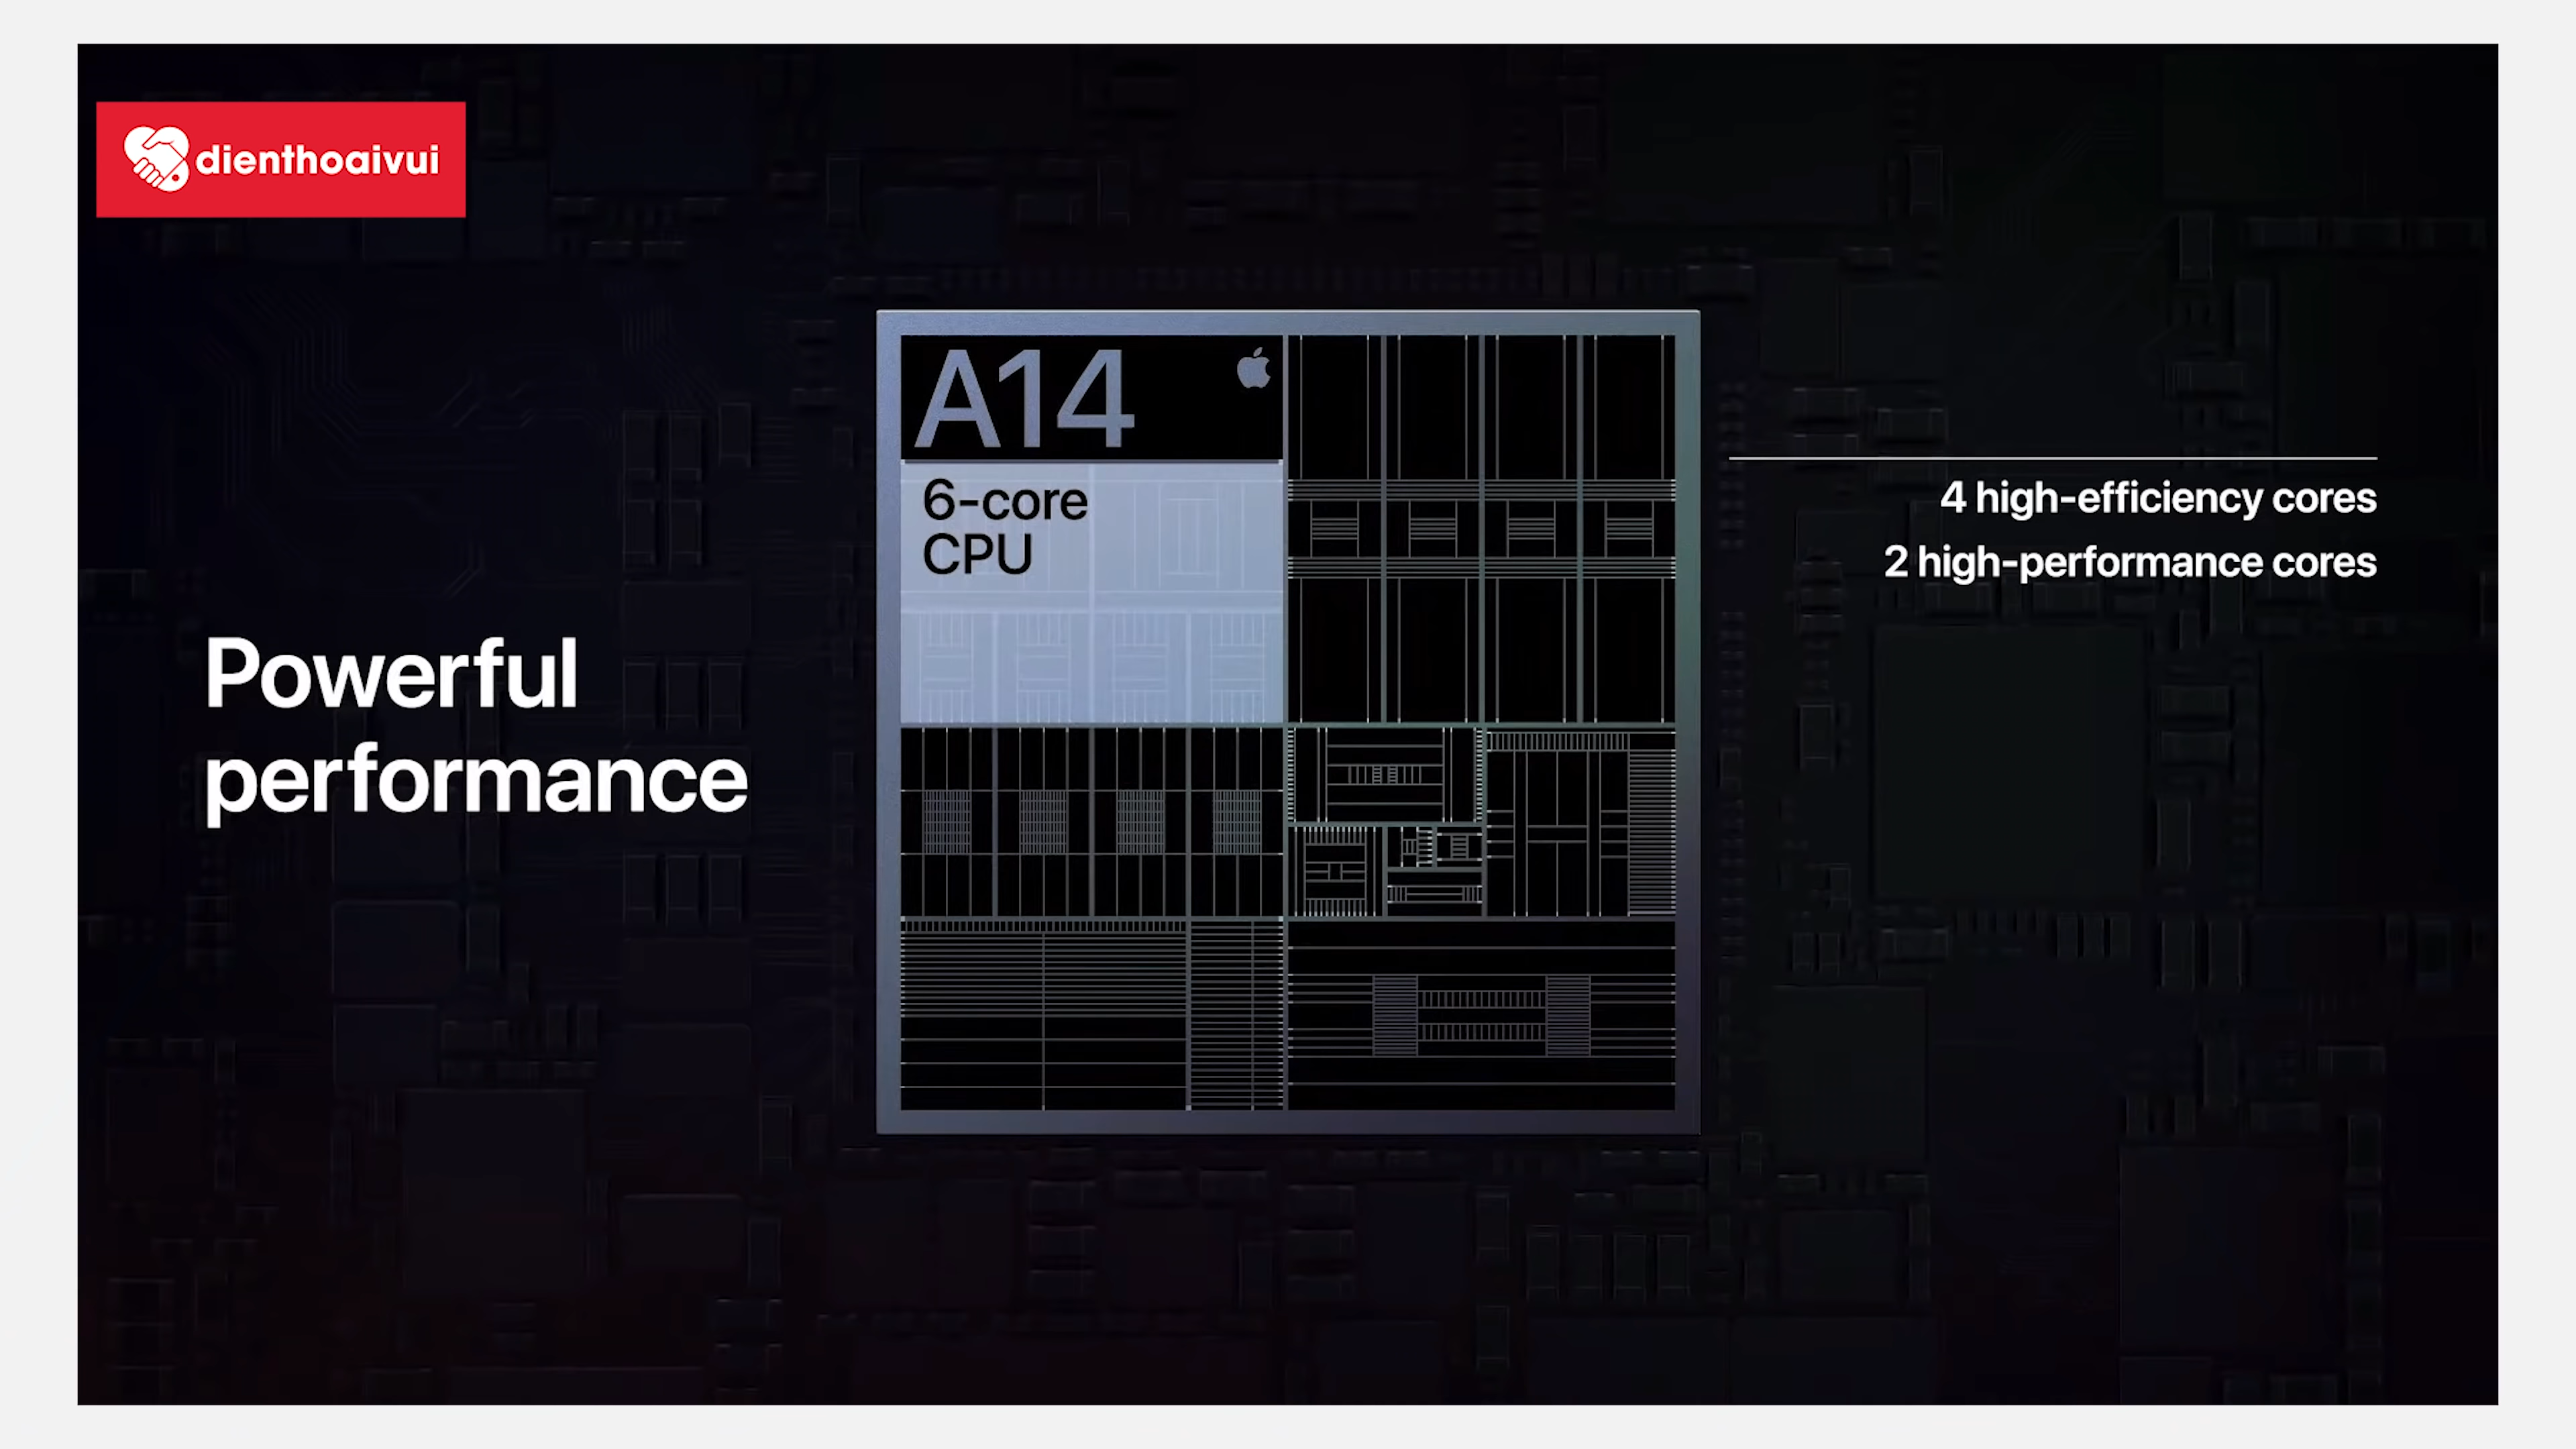 dienthoaivui
A14
6-core
CPU
4 high-efficiency cores
2 high-performance cores
Powerful
performance